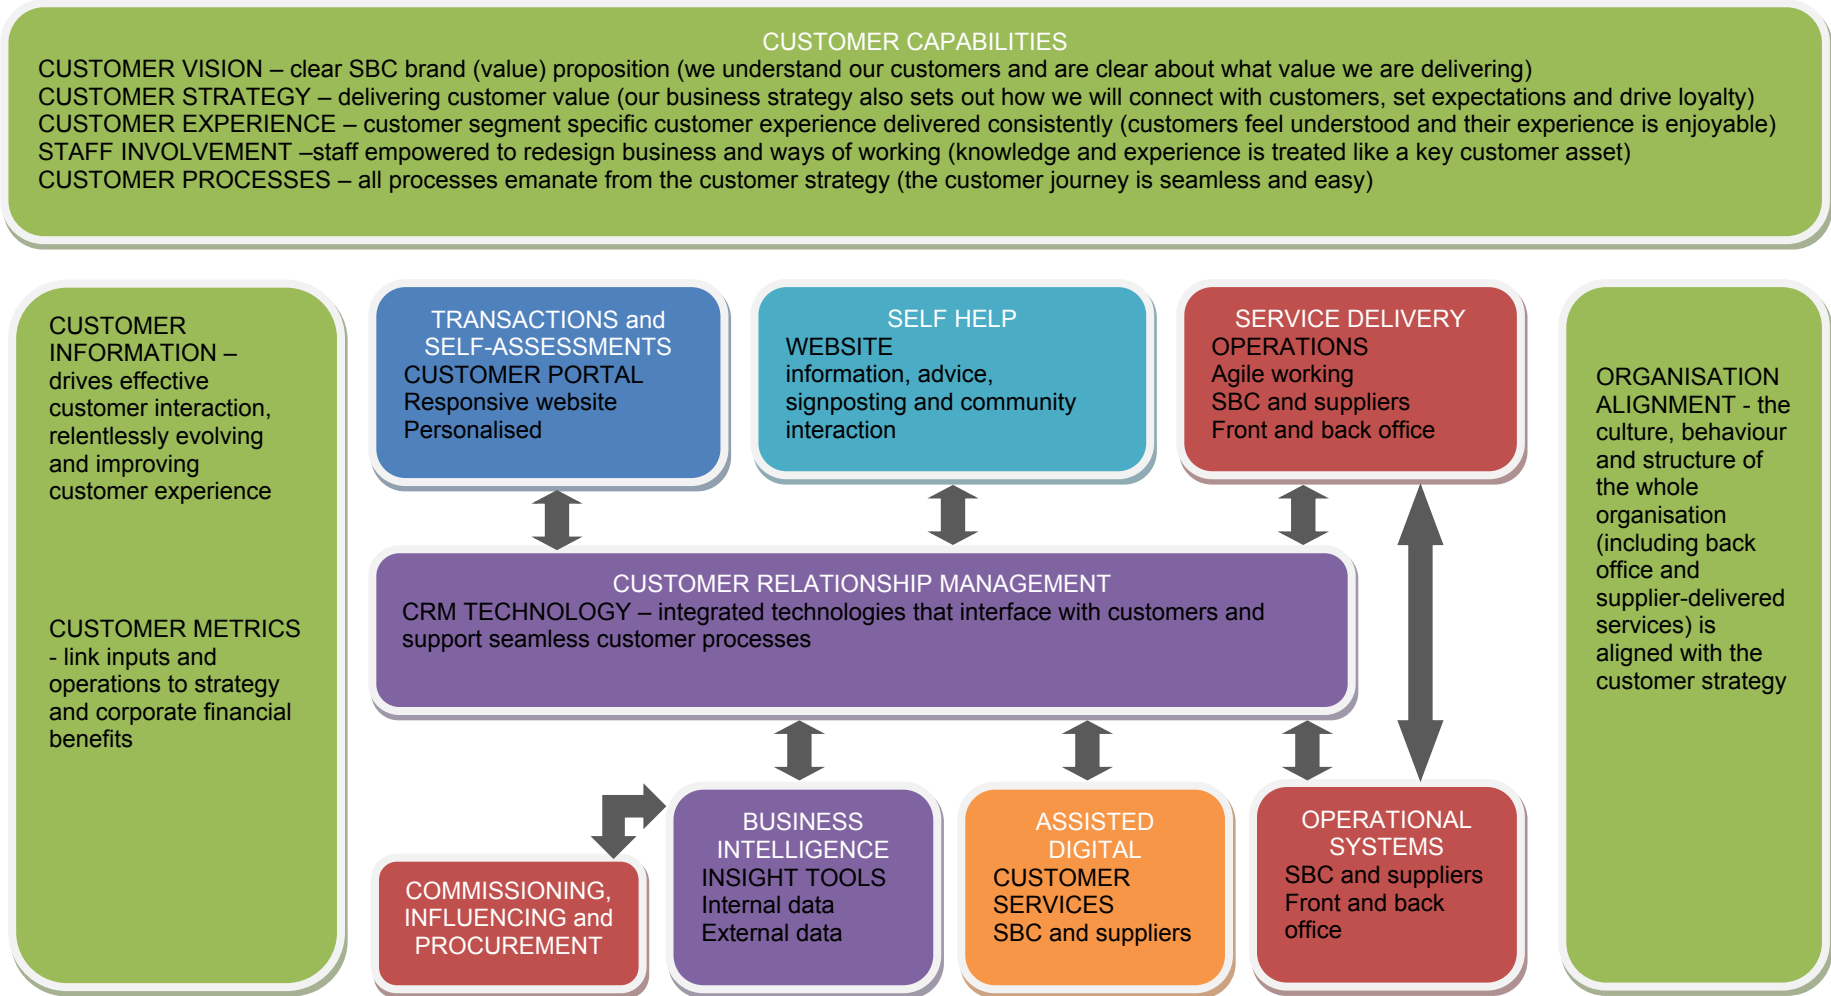 CUSTOMER CAPABILITIES
CUSTOMER VISION – clear SBC brand (value) proposition (we understand our customers and are clear about what value we are delivering)
CUSTOMER STRATEGY – delivering customer value (our business strategy also sets out how we will connect with customers, set expectations and drive loyalty)
CUSTOMER EXPERIENCE – customer segment specific customer experience delivered consistently (customers feel understood and their experience is enjoyable)
STAFF INVOLVEMENT –staff empowered to redesign business and ways of working (knowledge and experience is treated like a key customer asset)
CUSTOMER PROCESSES – all processes emanate from the customer strategy (the customer journey is seamless and easy)
CUSTOMER
INFORMATION –
drives effective
customer interaction,
relentlessly evolving
and improving
customer experience
CUSTOMER METRICS
- link inputs and
operations to strategy
and corporate financial
benefits
TRANSACTIONS and
SELF-ASSESSMENTS
CUSTOMER PORTAL
Responsive website
Personalised
SELF HELP
WEBSITE
information, advice,
signposting and community
interaction
SERVICE DELIVERY
OPERATIONS
Agile working
SBC and suppliers
Front and back office
ORGANISATION
ALIGNMENT - the
culture, behaviour
and structure of
the whole
organisation
(including back
office and
supplier-delivered
services) is
aligned with the
customer strategy
CUSTOMER RELATIONSHIP MANAGEMENT
CRM TECHNOLOGY – integrated technologies that interface with customers and
support seamless customer processes
COMMISSIONING,
INFLUENCING and
PROCUREMENT
BUSINESS
INTELLIGENCE
INSIGHT TOOLS
Internal data
External data
ASSISTED
DIGITAL
CUSTOMER
SERVICES
SBC and suppliers
OPERATIONAL
SYSTEMS
SBC and suppliers
Front and back
office